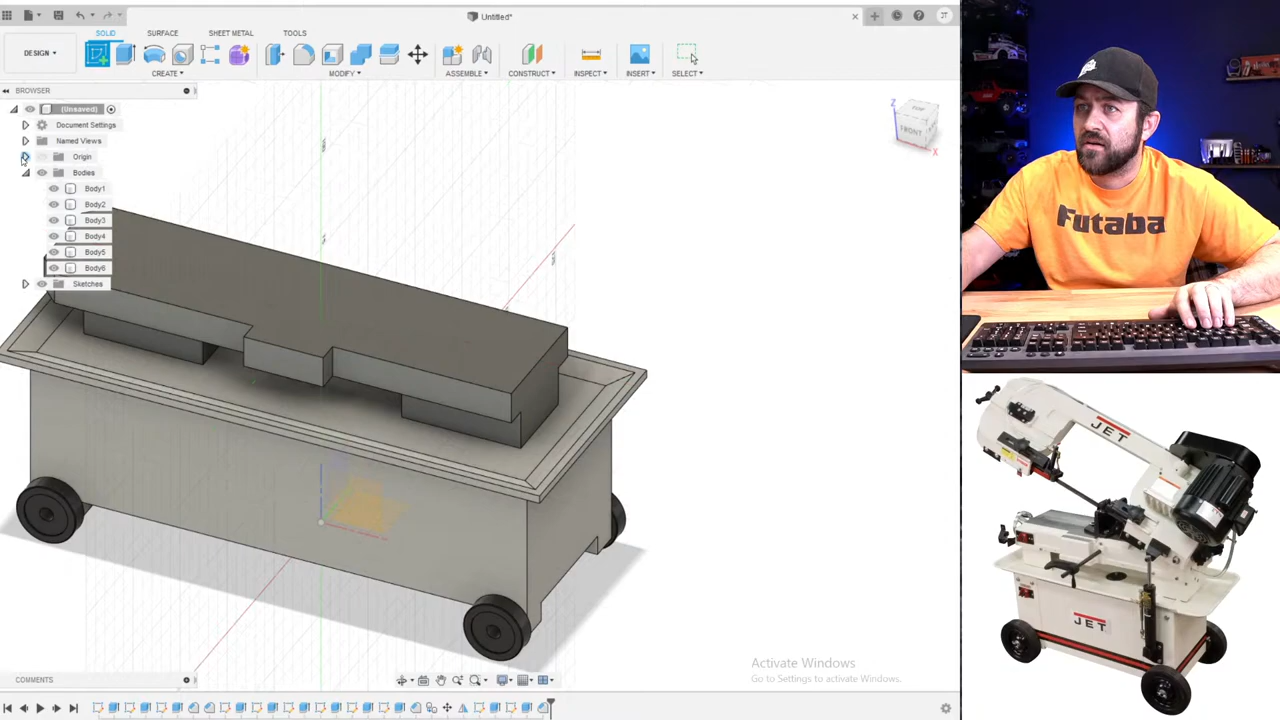 Untitled*
JT
DESIGN
SOLID
SURFACE
SHEET METAL
TOOLS
CREATE
MODIFY
ASSEMBLE
CONSTRUCT
INSPECT
INSERT
SELECT
BROWSER
(Unsaved)
Document Settings
Named Views
Origin
Bodies
Body1
Body2
Body3
Body4
Body5
Body6
Sketches
TOP
FRONT
Z
X
Activate Windows
Go to Settings to activate Windows.
COMMENTS
Futaba
JET
JET